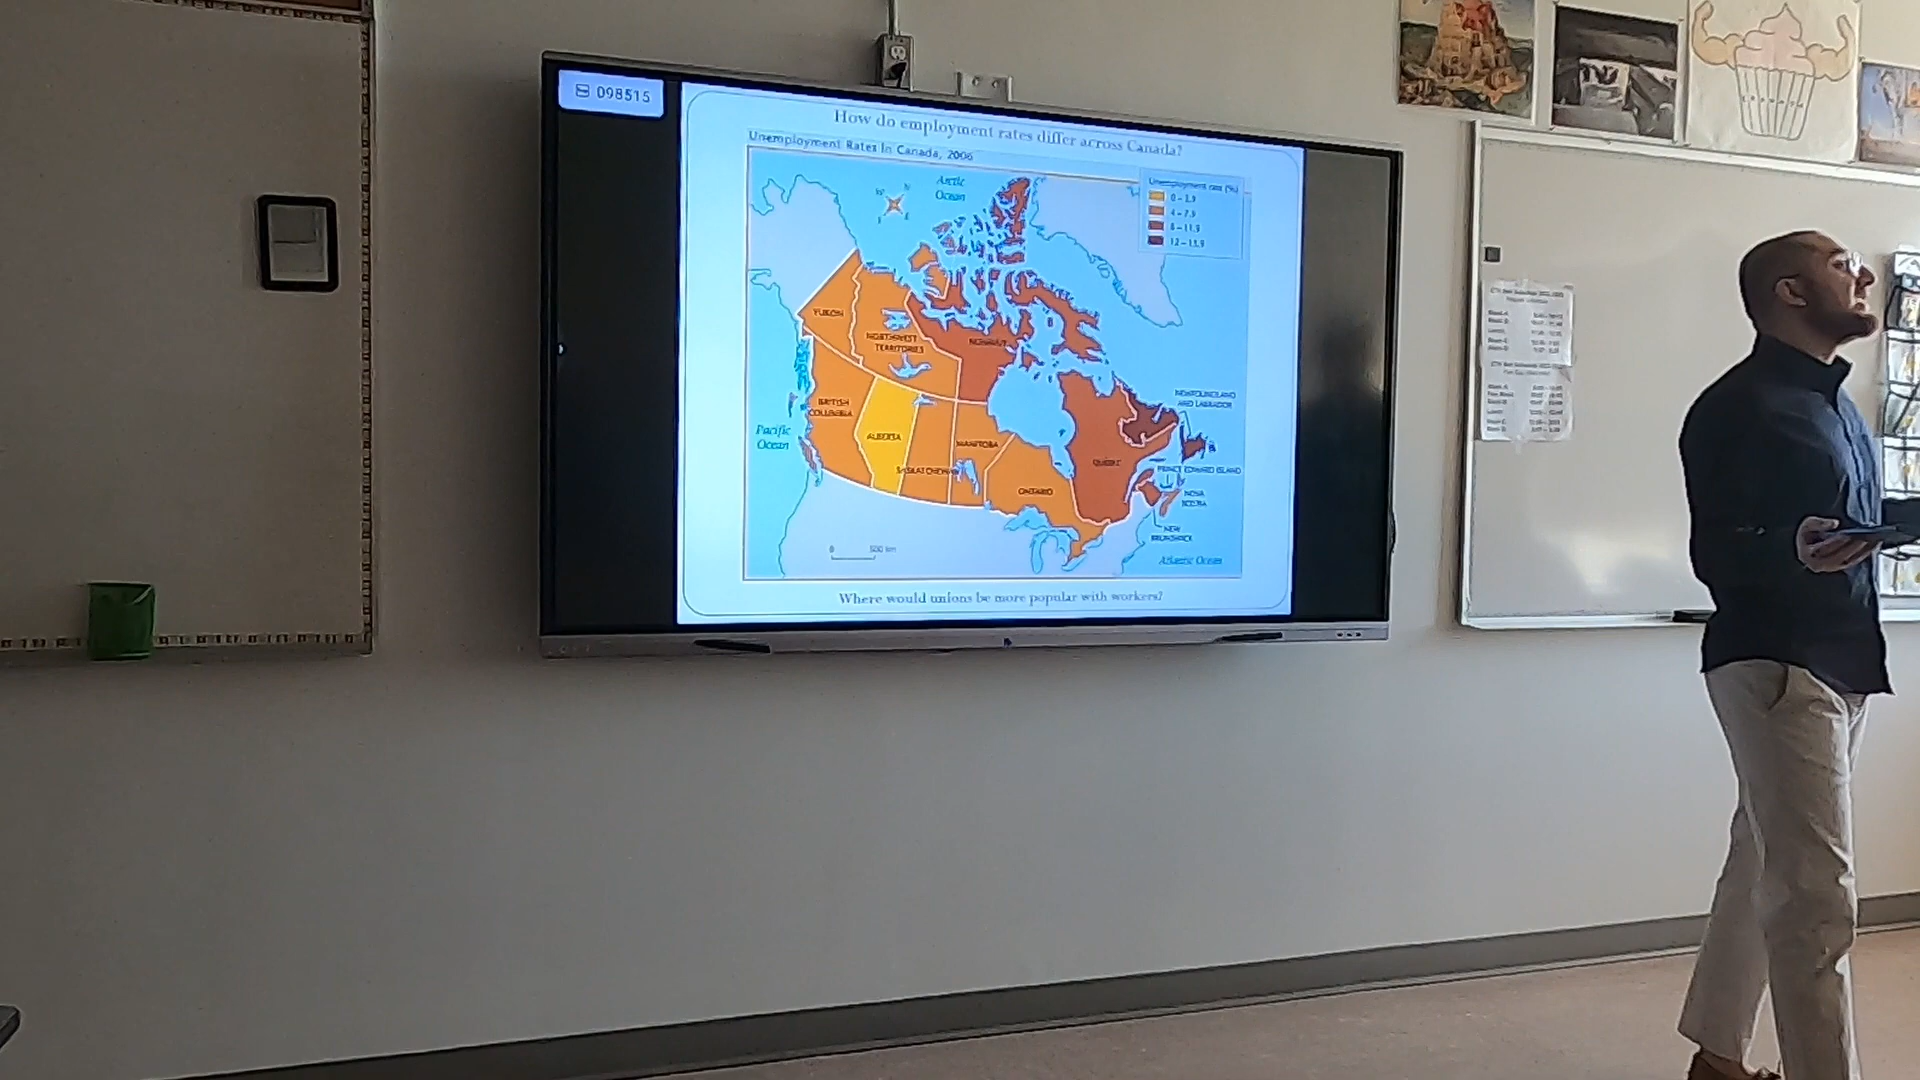 098515
How do employment rates differ across Canada?
Unemployment Rates in Canada, 2006
Arctic
Ocean
Unemployment rate (%)
0 – 3.9
4 – 7.9
8 – 11.9
12 – 15.9
YUKON
NORTHWEST
TERRITORIES
NUNAVUT
NEWFOUNDLAND
AND LABRADOR
BRITISH
COLUMBIA
Pacific
Ocean
ALBERTA
MANITOBA
SASKATCHEWAN
QUÉBEC
PRINCE EDWARD ISLAND
ONTARIO
NOVA
SCOTIA
NEW
BRUNSWICK
0 500 km
Atlantic Ocean
Where would unions be more popular with workers?